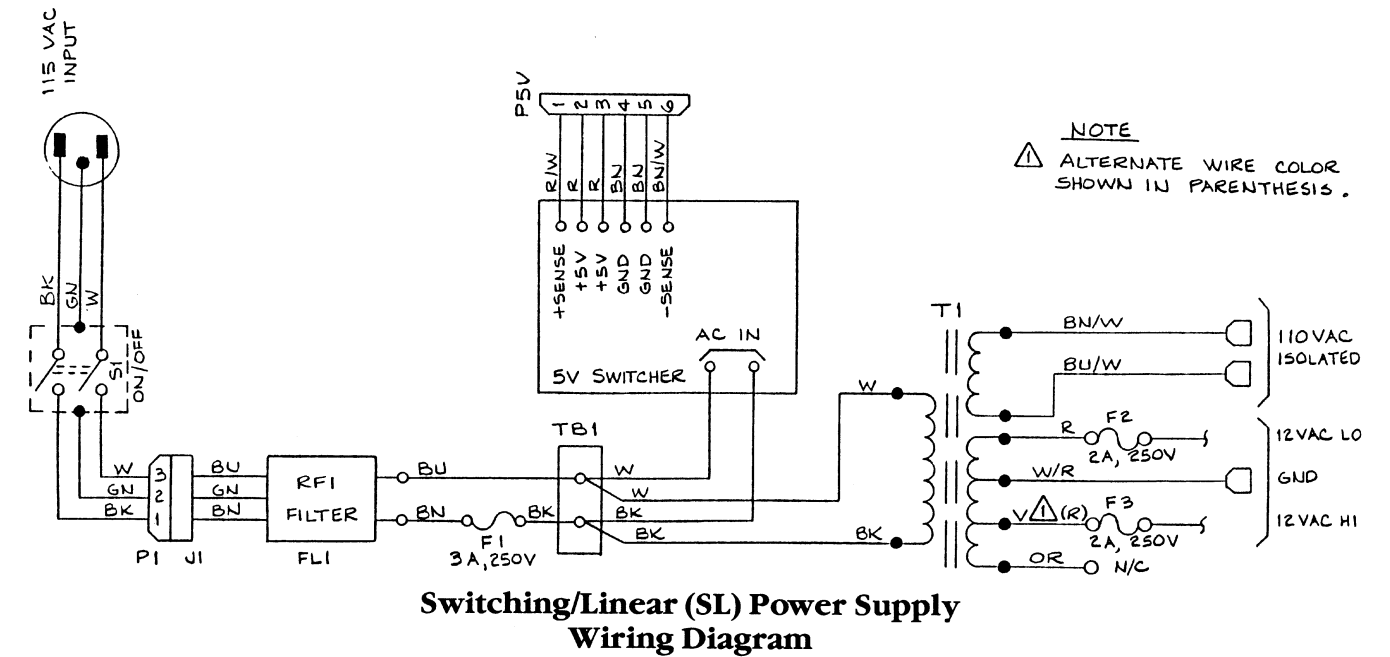 115 VAC
INPUT
BK
GN
W
S1
ON/OFF
W
GN
BK
3
2
1
P1
J1
BU
GN
BN
RFI
FILTER
FL1
BU
BN
F1
3A, 250V
BK
TB1
W
W
BK
BK
P5V
1
2
3
4
5
6
R/W
R
R
BN
BN
BN/W
+SENSE
+5V
+5V
GND
GND
-SENSE
AC IN
5V SWITCHER
W
BK
T1
BN/W
BU/W
110VAC
ISOLATED
R
F2
2A, 250V
12VAC LO
W/R
GND
V 1 (R)
F3
2A, 250V
12VAC HI
OR
N/C
NOTE
1 ALTERNATE WIRE COLOR
SHOWN IN PARENTHESIS.
Switching/Linear (SL) Power Supply
Wiring Diagram